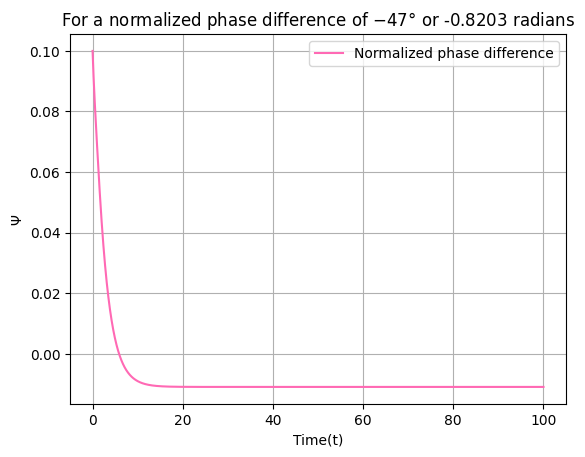 For a normalized phase difference of −47° or -0.8203 radians
Normalized phase difference
0.10
0.08
0.06
0.04
0.02
0.00
Ψ
0 20 40 60 80 100
Time(t)